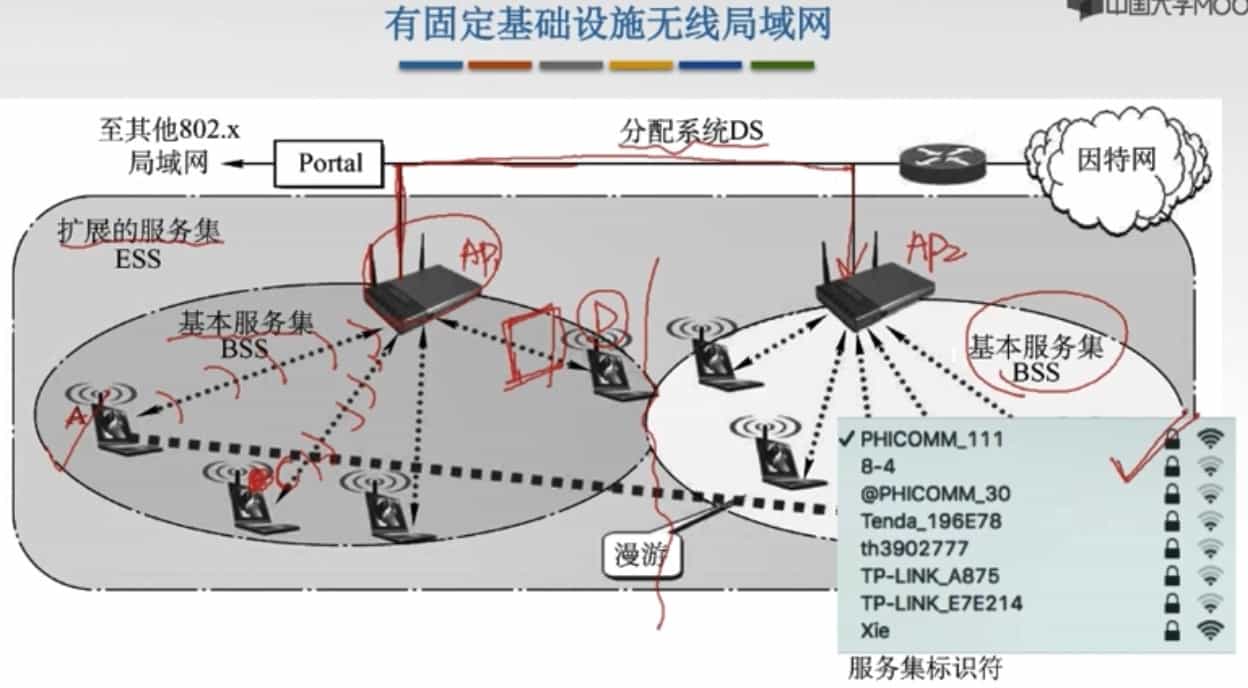 有固定基础设施无线局域网
中国大学MOO
至其他802.x
局域网
Portal
分配系统DS
因特网
扩展的服务集
ESS
AP1
AP2
基本服务集
BSS
D
基本服务集
BSS
A
漫游
PHICOMM_111
8-4
@PHICOMM_30
Tenda_196E78
th3902777
TP-LINK_A875
TP-LINK_E7E214
Xie
服务集标识符